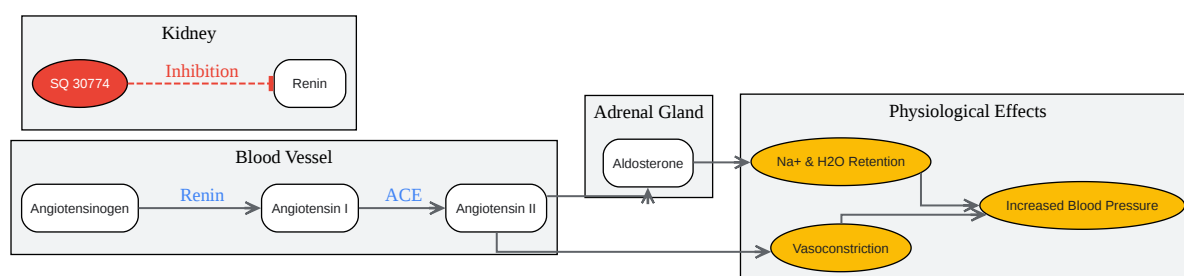 Kidney
SQ 30774
Inhibition
Renin
Blood Vessel
Angiotensinogen
Renin
Angiotensin I
ACE
Angiotensin II
Adrenal Gland
Aldosterone
Physiological Effects
Na+ & H2O Retention
Vasoconstriction
Increased Blood Pressure